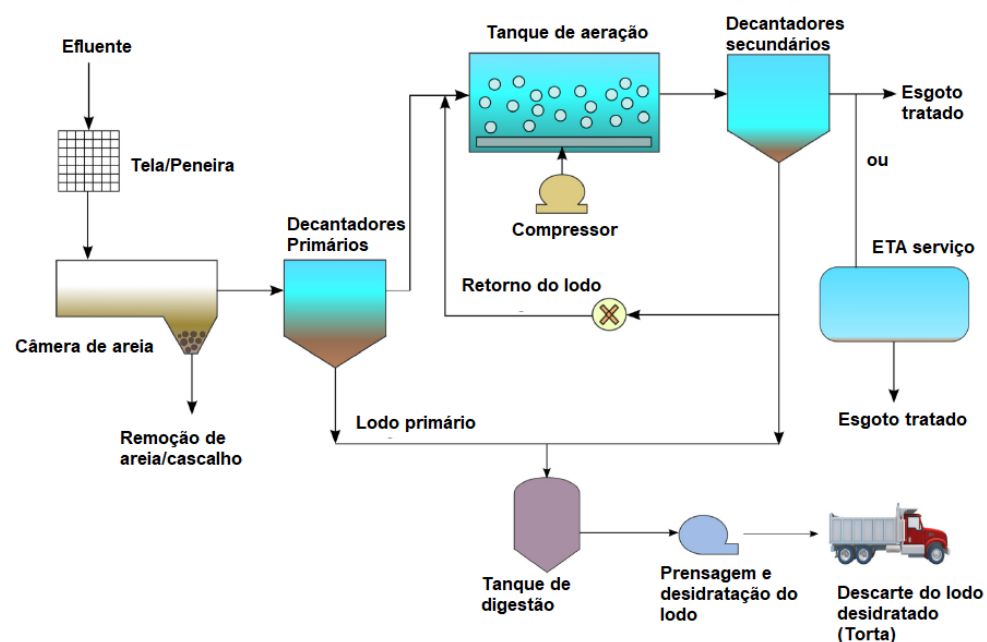 Efluente
Tela/Peneira
Câmera de areia
Remoção de
areia/cascalho
Decantadores
Primários
Lodo primário
Tanque de aeração
Compressor
Retorno do lodo
Decantadores
secundários
Esgoto
tratado
ou
ETA serviço
Esgoto tratado
Tanque de
digestão
Prensagem e
desidratação do
lodo
Descarte do lodo
desidratado
(Torta)